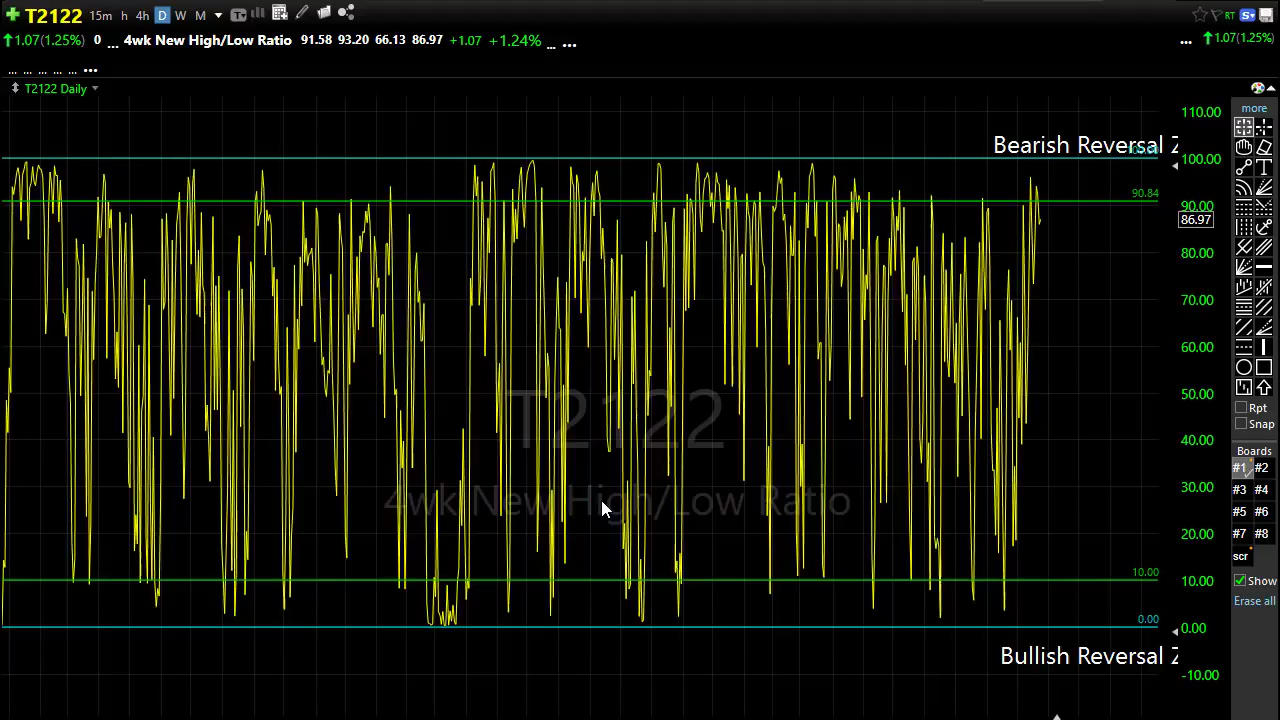 T2122 15m h 4h D W M
RT S
1.07(1.25%) 0 ... 4wk New High/Low Ratio 91.58 93.20 66.13 86.97 +1.07 +1.24% ... ...
... 1.07(1.25%)
... ... ... ... ... ...
T2122 Daily
more
110.00
Bearish Reversal Z
100.00
90.84
90.00
86.97
80.00
70.00
60.00
50.00
40.00
30.00
20.00
10.00
10.00
0.00
0.00
Bullish Reversal Z
-10.00
T2122
4wk New High/Low Ratio
Rpt
Snap
Boards
#1 #2
#3 #4
#5 #6
#7 #8
scr
Show
Erase all